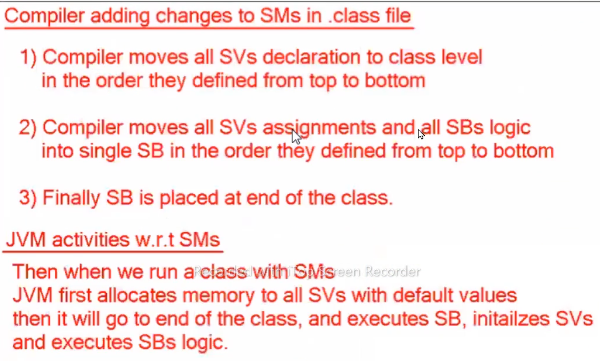 Compiler adding changes to SMs in .class file
1) Compiler moves all SVs declaration to class level
in the order they defined from top to bottom
2) Compiler moves all SVs assignments and all SBs logic
into single SB in the order they defined from top to bottom
3) Finally SB is placed at end of the class.
JVM activities w.r.t SMs
Then when we run a class with SMs
Screen Recorder
JVM first allocates memory to all SVs with default values
then it will go to end of the class, and executes SB, initailzes SVs
and executes SBs logic.